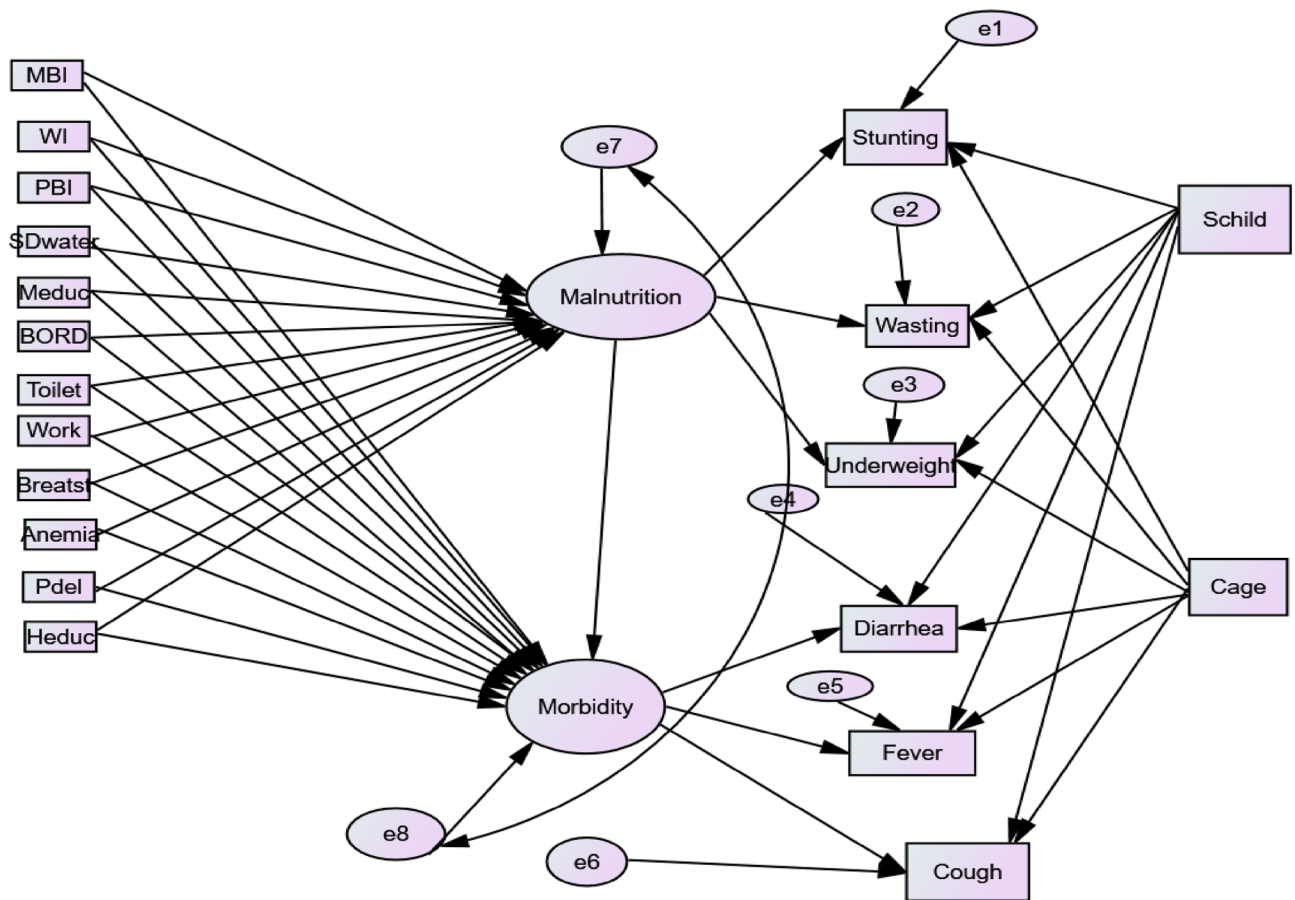 e1
MBI
WI
Stunting
e7
PBI
e2
Schild
SDwater
Meduc
Malnutrition
Wasting
BORD
e3
Toilet
Work
Underweight
Breatst
e4
Anemia
Pdel
Cage
Heduc
Diarrhea
e5
Morbidity
Fever
e8
e6
Cough